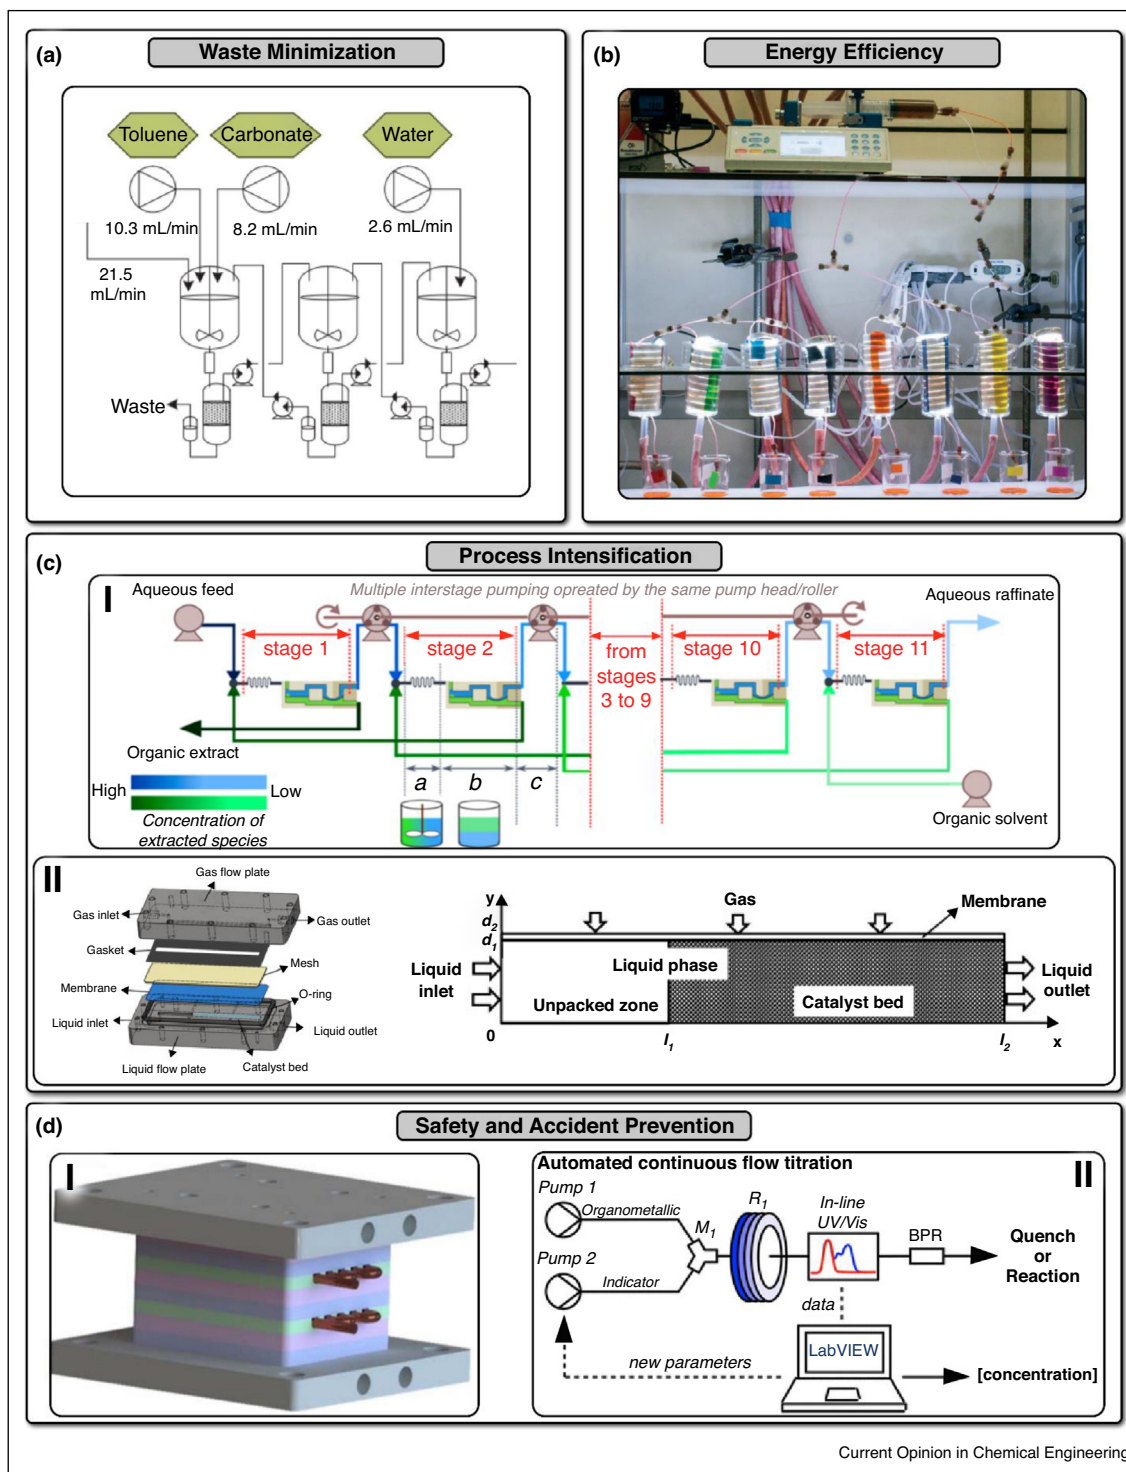 (a)
Waste Minimization
Toluene
Carbonate
Water
10.3 mL/min
8.2 mL/min
2.6 mL/min
21.5
mL/min
Waste
(b)
Energy Efficiency
(c)
Process Intensification
I
Aqueous feed
Multiple interstage pumping opreated by the same pump head/roller
Aqueous raffinate
stage 1
stage 2
from
stages
3 to 9
stage 10
stage 11
Organic extract
High
Low
Concentration of
extracted species
a
b
c
Organic solvent
II
Gas flow plate
Gas inlet
Gas outlet
Gasket
Mesh
Membrane
O-ring
Liquid inlet
Liquid outlet
Liquid flow plate
Catalyst bed
y
d2
d1
Gas
Membrane
Liquid
inlet
Liquid phase
Unpacked zone
Catalyst bed
Liquid
outlet
0
l1
l2
x
(d)
Safety and Accident Prevention
I
II
Automated continuous flow titration
Pump 1
Organometallic
M1
R1
In-line
UV/Vis
BPR
Quench
or
Reaction
Pump 2
Indicator
data
LabVIEW
new parameters
[concentration]
Current Opinion in Chemical Engineering